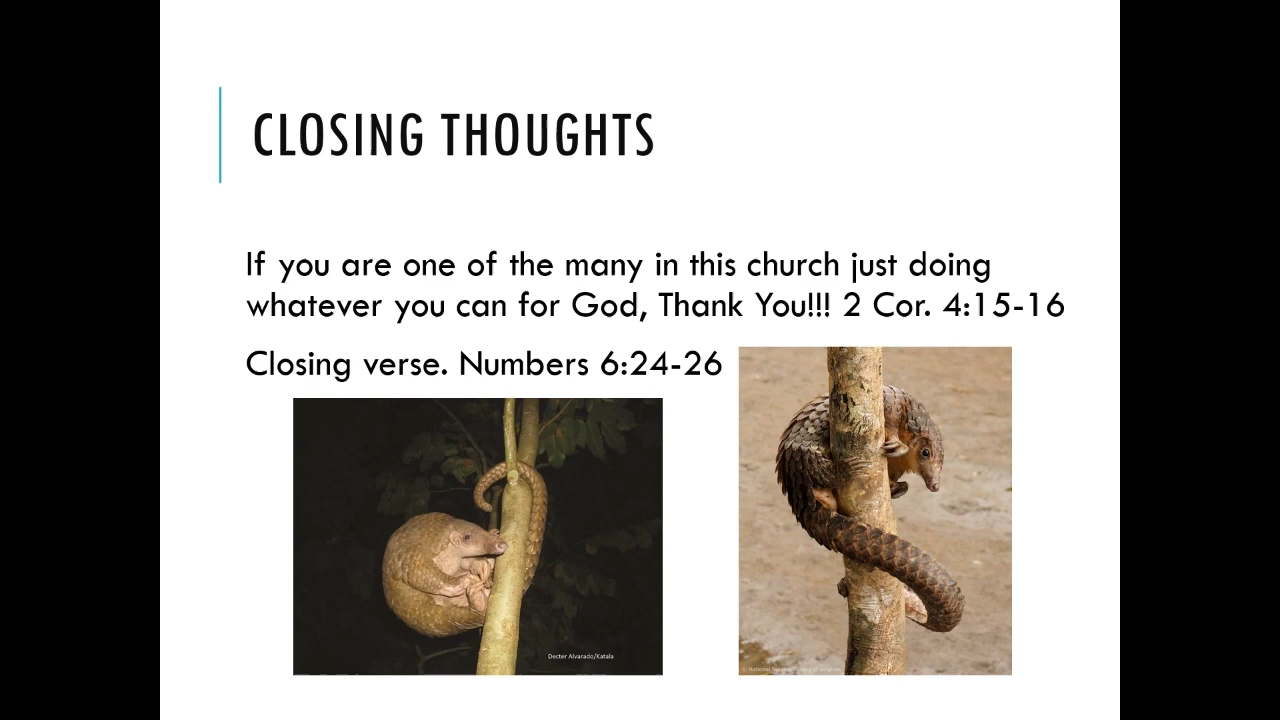 CLOSING THOUGHTS
If you are one of the many in this church just doing
whatever you can for God, Thank You!!! 2 Cor. 4:15-16
Closing verse. Numbers 6:24-26
Decter Alvarado/Katala
© National